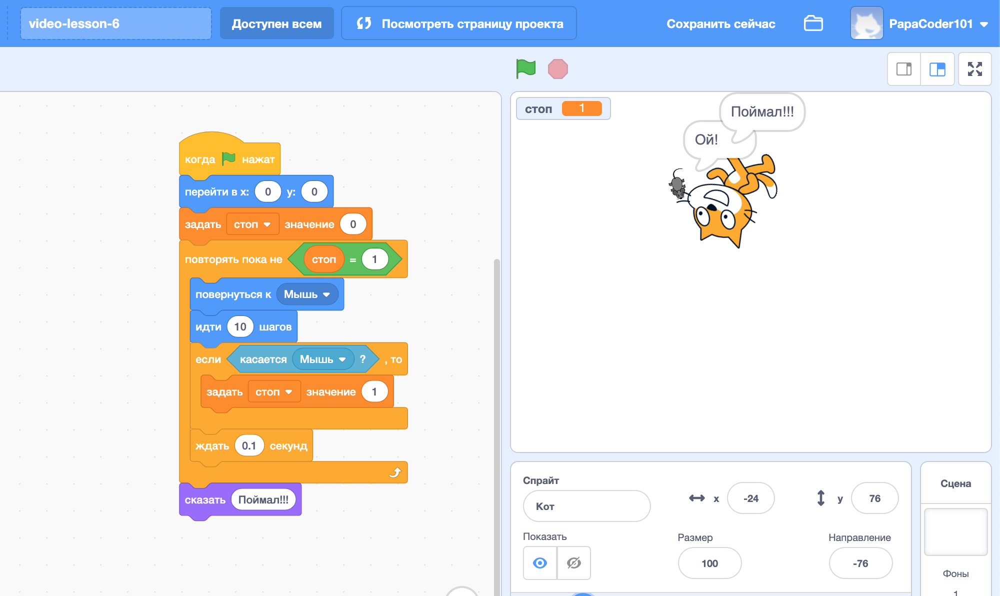 video-lesson-6
Доступен всем
Посмотреть страницу проекта
Сохранить сейчас
PapaCoder101
когда нажат
перейти в x: 0 y: 0
задать стоп значение 0
повторять пока не стоп = 1
повернуться к Мышь
идти 10 шагов
если касается Мышь ? , то
задать стоп значение 1
ждать 0.1 секунд
сказать Поймал!!!
стоп 1
Поймал!!!
Ой!
Спрайт
Кот
x -24
y 76
Показать
Размер
100
Направление
-76
Сцена
Фоны
1